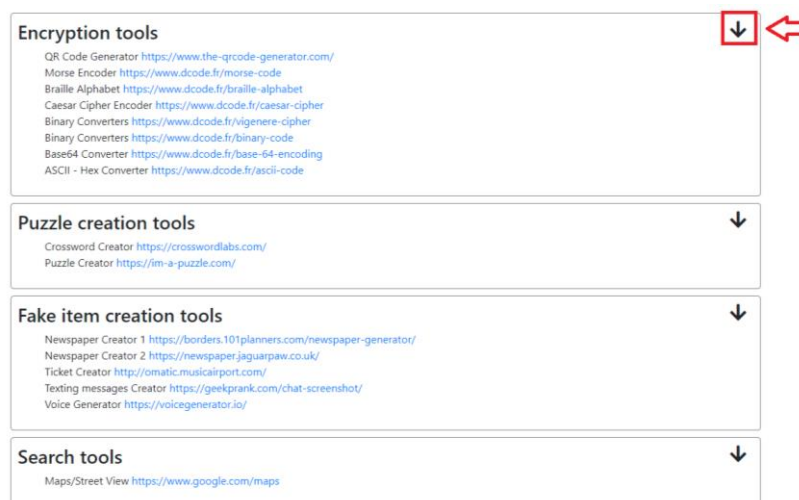 Encryption tools
QR Code Generator https://www.the-qrcode-generator.com/
Morse Encoder https://www.dcode.fr/morse-code
Braille Alphabet https://www.dcode.fr/braille-alphabet
Caesar Cipher Encoder https://www.dcode.fr/caesar-cipher
Binary Converters https://www.dcode.fr/vigenere-cipher
Binary Converters https://www.dcode.fr/binary-code
Base64 Converter https://www.dcode.fr/base-64-encoding
ASCII - Hex Converter https://www.dcode.fr/ascii-code
Puzzle creation tools
Crossword Creator https://crosswordlabs.com/
Puzzle Creator https://im-a-puzzle.com/
Fake item creation tools
Newspaper Creator 1 https://borders.101planners.com/newspaper-generator/
Newspaper Creator 2 https://newspaper.jaguarpaw.co.uk/
Ticket Creator http://omatic.musicairport.com/
Texting messages Creator https://geekprank.com/chat-screenshot/
Voice Generator https://voicegenerator.io/
Search tools
Maps/Street View https://www.google.com/maps